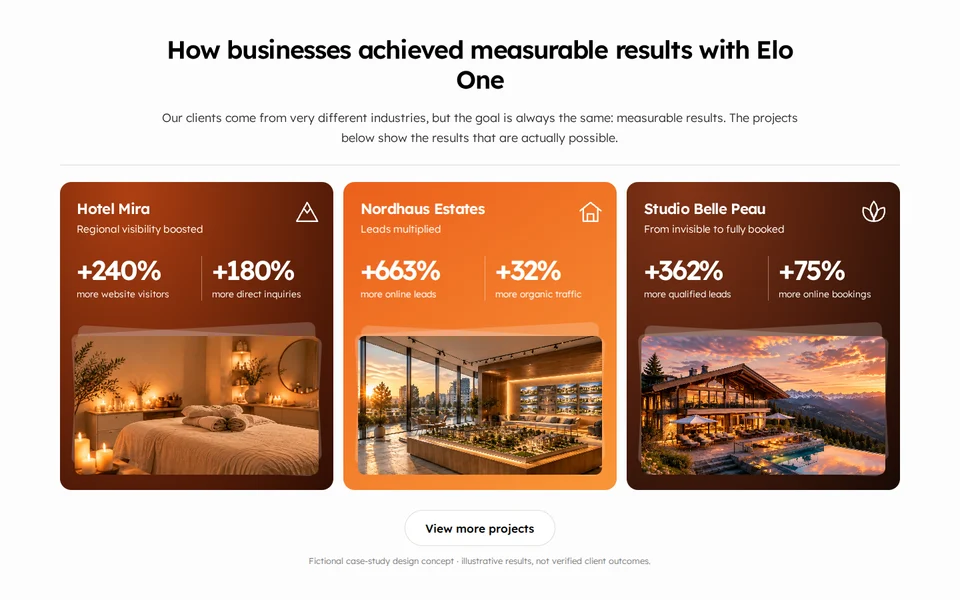 How businesses achieved measurable results with Elo
One
Our clients come from very different industries, but the goal is always the same: measurable results. The projects
below show the results that are actually possible.
Hotel Mira
Regional visibility boosted
+240%
more website visitors
+180%
more direct inquiries
Nordhaus Estates
Leads multiplied
+663%
more online leads
+32%
more organic traffic
Studio Belle Peau
From invisible to fully booked
+362%
more qualified leads
+75%
more online bookings
View more projects
Fictional case-study design concept · illustrative results, not verified client outcomes.